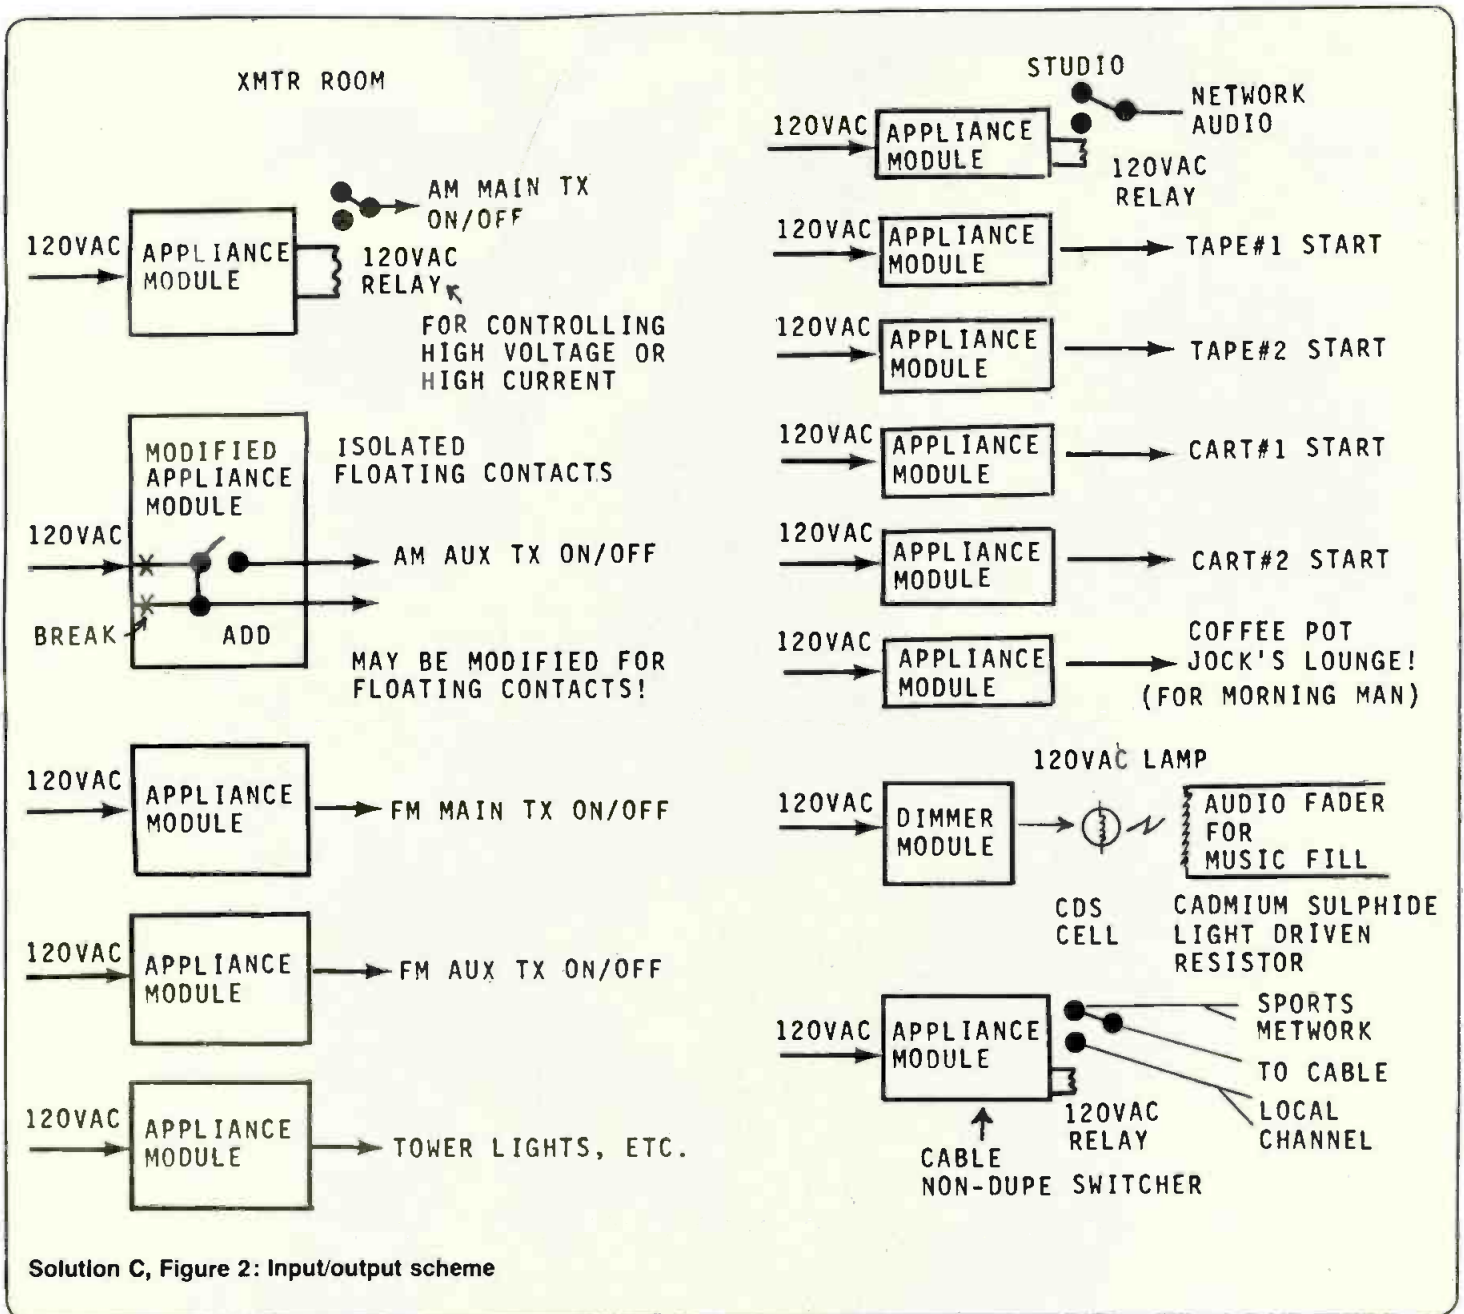 XMTR ROOM
120VAC
APPLIANCE
MODULE
AM MAIN TX
ON/OFF
120VAC
RELAY
FOR CONTROLLING
HIGH VOLTAGE OR
HIGH CURRENT
MODIFIED
APPLIANCE
MODULE
ISOLATED
FLOATING CONTACTS
120VAC
AM AUX TX ON/OFF
BREAK
ADD
MAY BE MODIFIED FOR
FLOATING CONTACTS!
120VAC
APPLIANCE
MODULE
FM MAIN TX ON/OFF
120VAC
APPLIANCE
MODULE
FM AUX TX ON/OFF
120VAC
APPLIANCE
MODULE
TOWER LIGHTS, ETC.
STUDIO
120VAC
APPLIANCE
MODULE
NETWORK
AUDIO
120VAC
RELAY
120VAC
APPLIANCE
MODULE
TAPE#1 START
120VAC
APPLIANCE
MODULE
TAPE#2 START
120VAC
APPLIANCE
MODULE
CART#1 START
120VAC
APPLIANCE
MODULE
CART#2 START
120VAC
APPLIANCE
MODULE
COFFEE POT
JOCK'S LOUNGE!
(FOR MORNING MAN)
120VAC LAMP
120VAC
DIMMER
MODULE
AUDIO FADER
FOR
MUSIC FILL
CDS
CELL
CADMIUM SULPHIDE
LIGHT DRIVEN
RESISTOR
120VAC
APPLIANCE
MODULE
SPORTS
METWORK
TO CABLE
LOCAL
CHANNEL
120VAC
RELAY
CABLE
NON-DUPE SWITCHER
Solution C, Figure 2: Input/output scheme